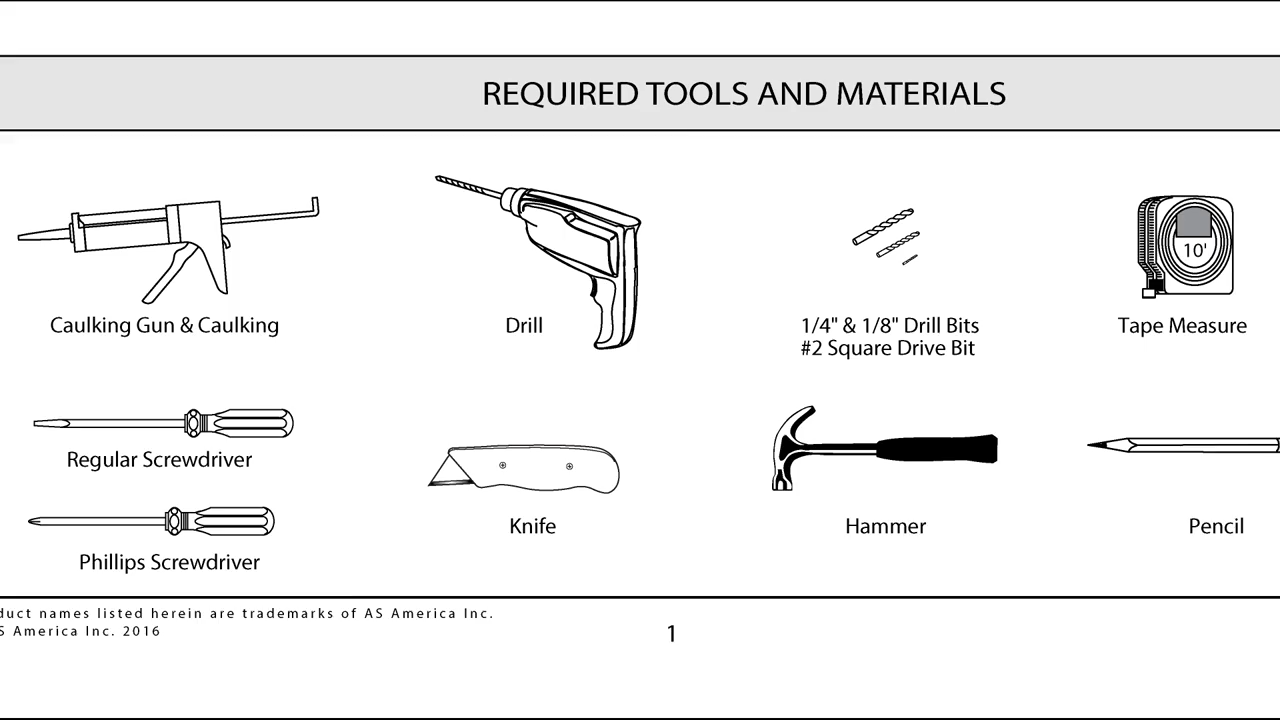 REQUIRED TOOLS AND MATERIALS
10'
Caulking Gun & Caulking
Drill
1/4" & 1/8" Drill Bits
#2 Square Drive Bit
Tape Measure
Regular Screwdriver
Phillips Screwdriver
Knife
Hammer
Pencil
names listed herein are trademarks of AS America Inc.
America Inc. 2016
1